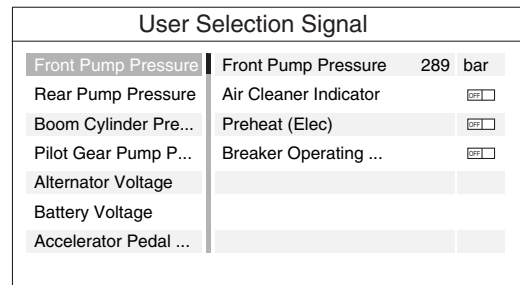 User Selection Signal
Front Pump Pressure Front Pump Pressure 289 bar
Rear Pump Pressure Air Cleaner Indicator OFF
Boom Cylinder Pre... Preheat (Elec) OFF
Pilot Gear Pump P... Breaker Operating ... OFF
Alternator Voltage
Battery Voltage
Accelerator Pedal ...